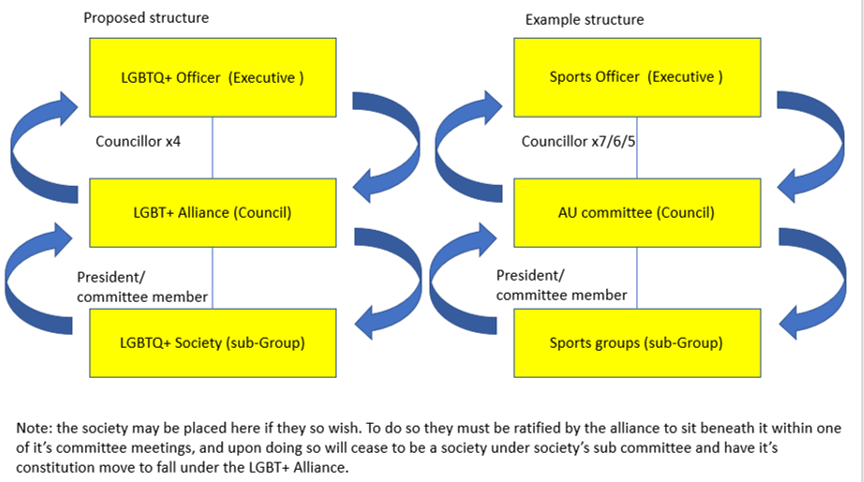 Proposed structure
LGBTQ+ Officer (Executive )
Councillor x4
LGBT+ Alliance (Council)
President/
committee member
LGBTQ+ Society (sub-Group)
Example structure
Sports Officer (Executive )
Councillor x7/6/5
AU committee (Council)
President/
committee member
Sports groups (sub-Group)
Note: the society may be placed here if they so wish. To do so they must be ratified by the alliance to sit beneath it within one
of it’s committee meetings, and upon doing so will cease to be a society under society’s sub committee and have it’s
constitution move to fall under the LGBT+ Alliance.